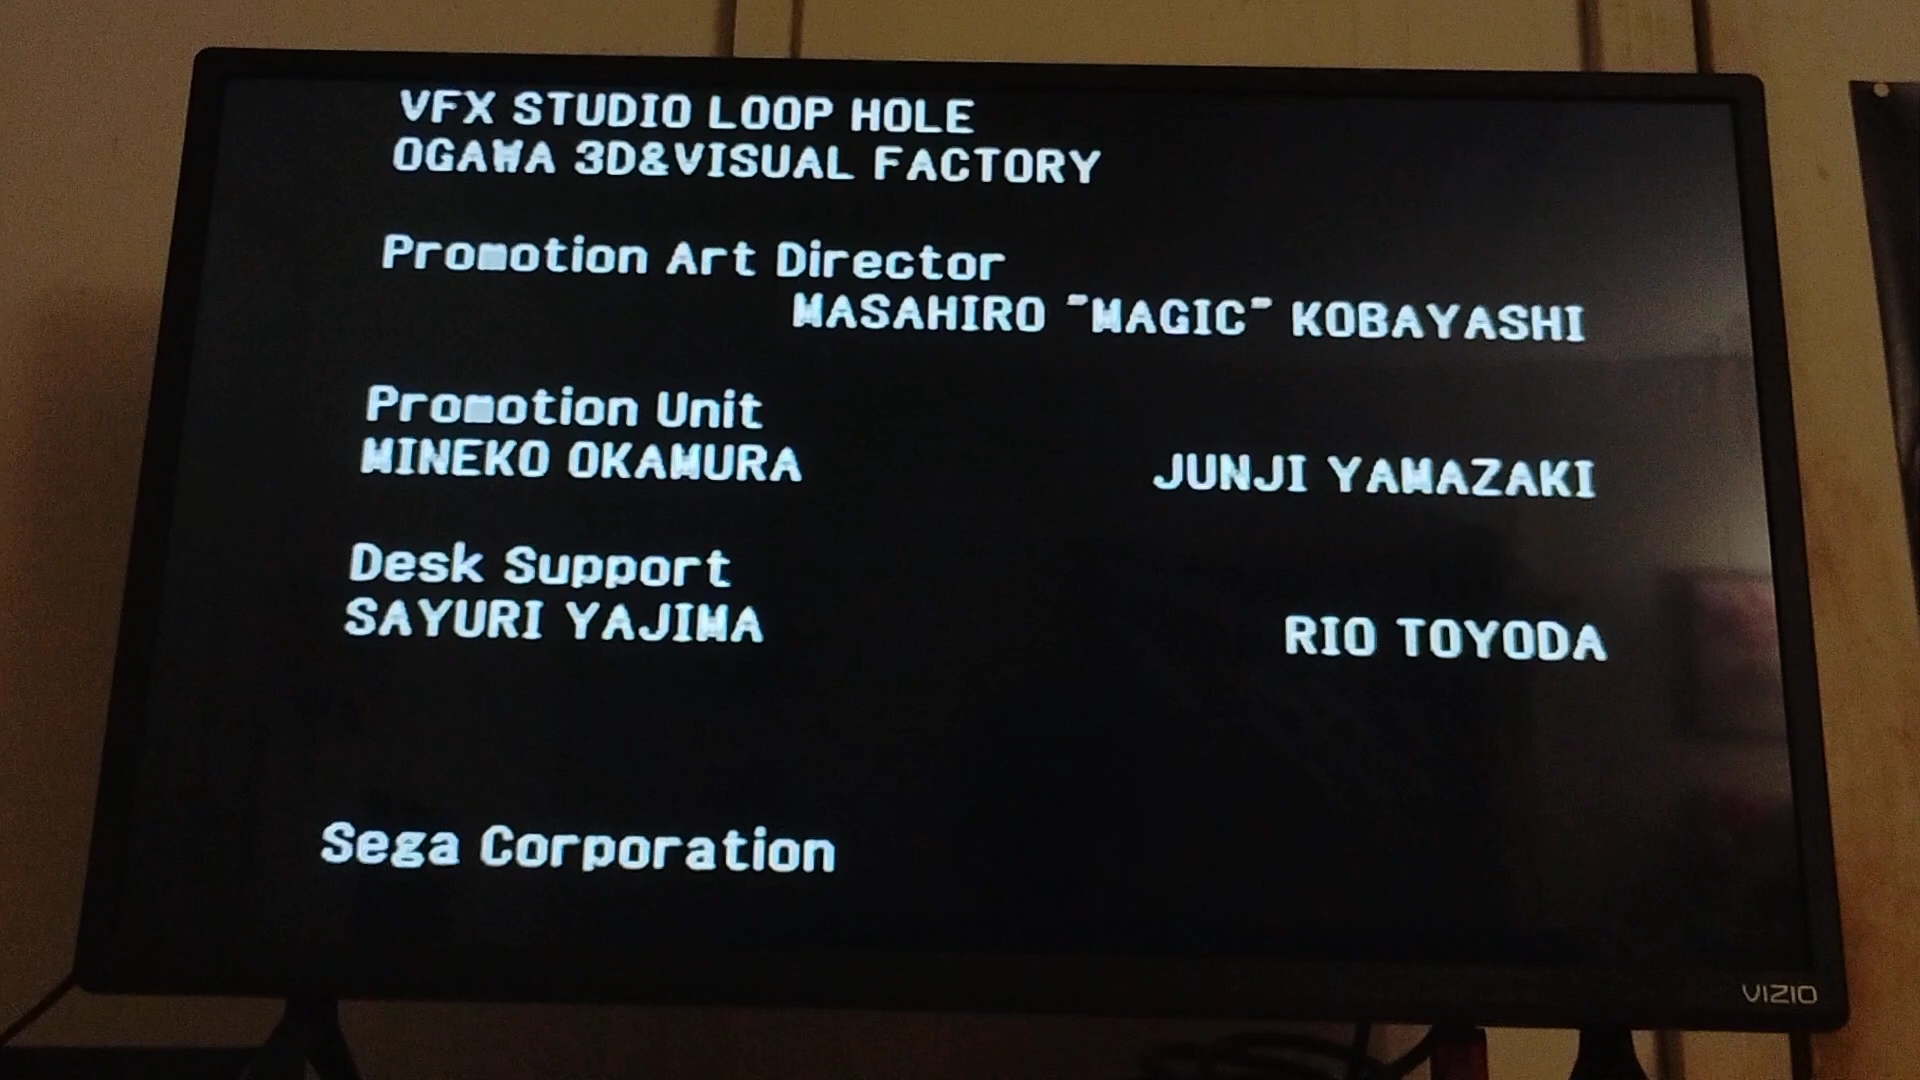 VFX STUDIO LOOP HOLE
OGAWA 3D&VISUAL FACTORY
Promotion Art Director
MASAHIRO "MAGIC" KOBAYASHI
Promotion Unit
MINEKO OKAMURA JUNJI YAMAZAKI
Desk Support
SAYURI YAJIMA RIO TOYODA
Sega Corporation
VIZIO